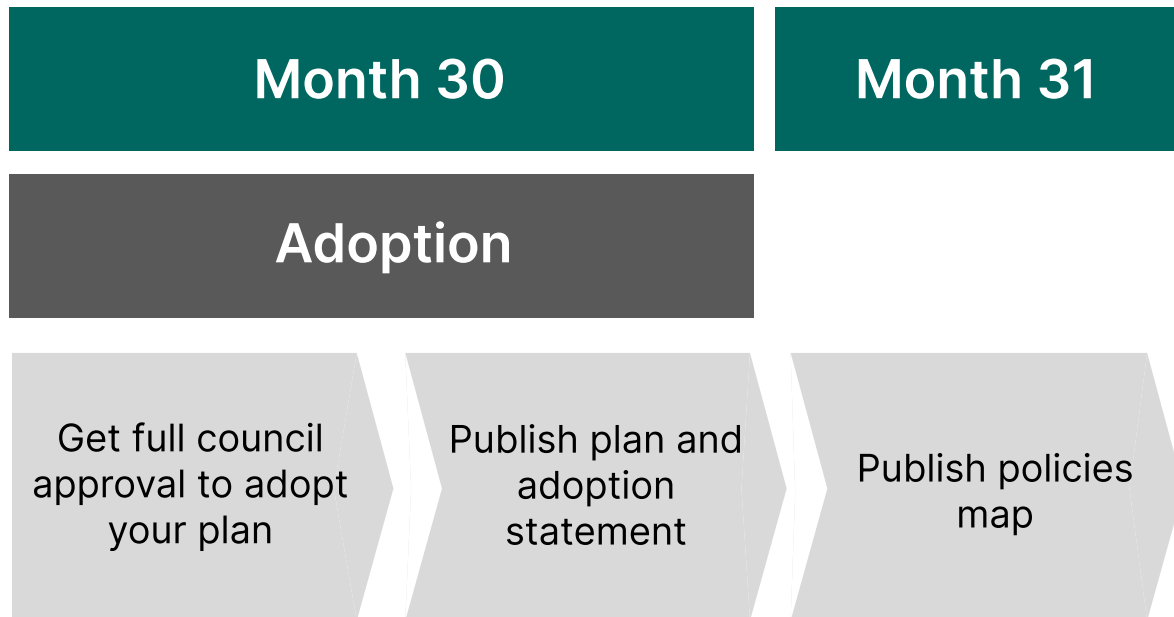 Month 30
Month 31
Adoption
Get full council
approval to adopt
your plan
Publish plan and
adoption
statement
Publish policies
map